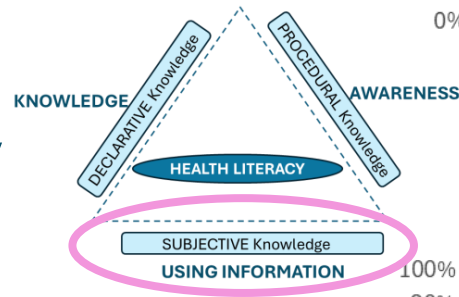 0%
PROCEDURAL Knowledge
DECLARATIVE Knowledge
KNOWLEDGE
AWARENESS
HEALTH LITERACY
SUBJECTIVE Knowledge
USING INFORMATION
100%